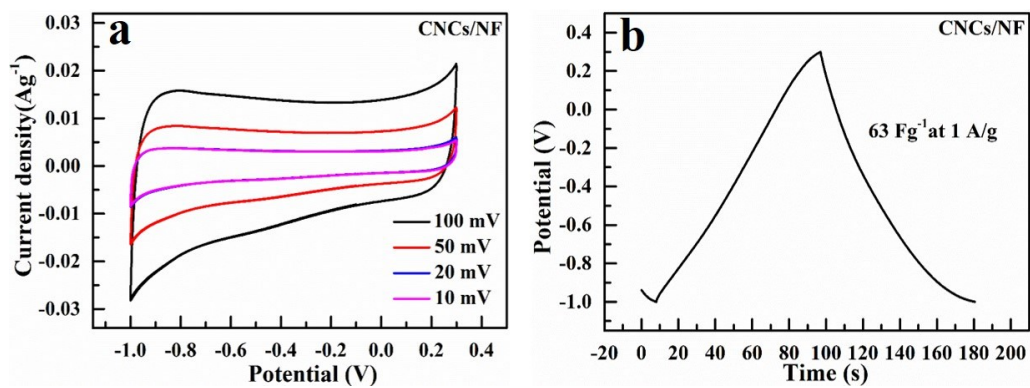 a
CNCs/NF
0.03
0.02
0.01
0.00
-0.01
-0.02
-0.03
Current density(Ag⁻¹)
100 mV
50 mV
20 mV
10 mV
-1.0 -0.8 -0.6 -0.4 -0.2 0.0 0.2 0.4
Potential (V)
b
CNCs/NF
0.4
0.2
0.0
-0.2
-0.4
-0.6
-0.8
-1.0
Potential (V)
63 Fg⁻¹at 1 A/g
-20 0 20 40 60 80 100 120 140 160 180 200
Time (s)